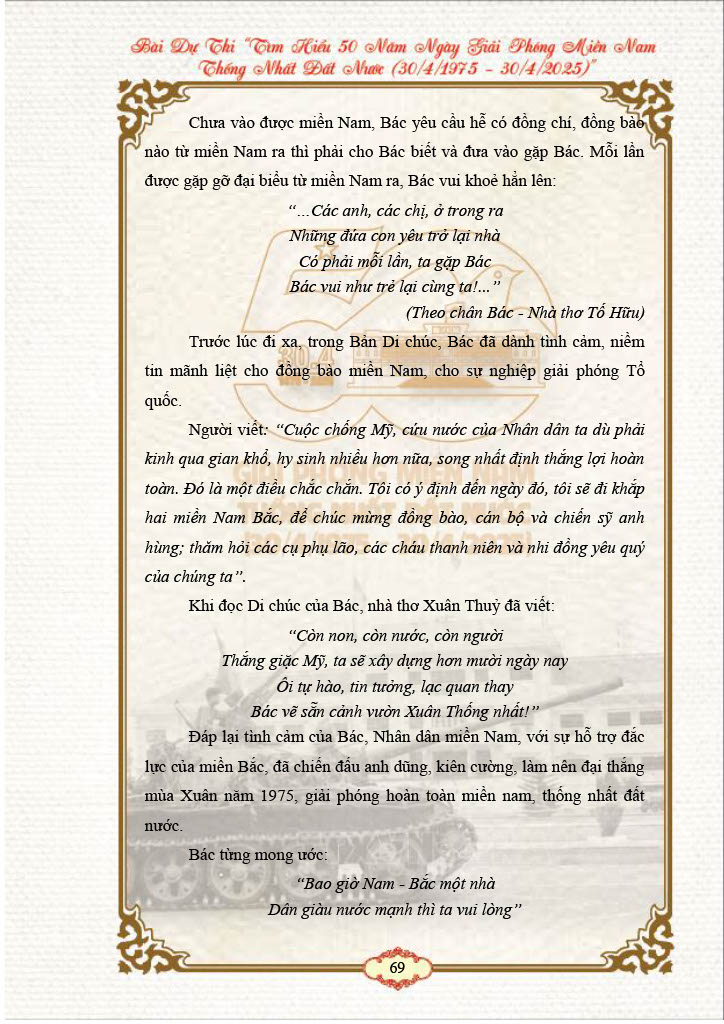 Bài Dự Thi “Tìm Hiểu 50 Năm Ngày Giải Phóng Miền Nam
Thống Nhất Đất Nước (30/4/1975 – 30/4/2025)”
Chưa vào được miền Nam, Bác yêu cầu hễ có đồng chí, đồng bào
nào từ miền Nam ra thì phải cho Bác biết và đưa vào gặp Bác. Mỗi lần
được gặp gỡ đại biểu từ miền Nam ra, Bác vui khoẻ hẳn lên:
“…Các anh, các chị, ở trong ra
Những đứa con yêu trở lại nhà
Có phải mỗi lần, ta gặp Bác
Bác vui như trẻ lại cùng ta!...”
(Theo chân Bác - Nhà thơ Tố Hữu)
Trước lúc đi xa, trong Bản Di chúc, Bác đã dành tình cảm, niềm
tin mãnh liệt cho đồng bào miền Nam, cho sự nghiệp giải phóng Tổ
quốc.
Người viết: “Cuộc chống Mỹ, cứu nước của Nhân dân ta dù phải
kinh qua gian khổ, hy sinh nhiều hơn nữa, song nhất định thắng lợi hoàn
toàn. Đó là một điều chắc chắn. Tôi có ý định đến ngày đó, tôi sẽ đi khắp
hai miền Nam Bắc, để chúc mừng đồng bào, cán bộ và chiến sỹ anh
hùng; thăm hỏi các cụ phụ lão, các cháu thanh niên và nhi đồng yêu quý
của chúng ta”.
Khi đọc Di chúc của Bác, nhà thơ Xuân Thuỷ đã viết:
“Còn non, còn nước, còn người
Thắng giặc Mỹ, ta sẽ xây dựng hơn mười ngày nay
Ôi tự hào, tin tưởng, lạc quan thay
Bác vẽ sẵn cảnh vườn Xuân Thống nhất!”
Đáp lại tình cảm của Bác, Nhân dân miền Nam, với sự hỗ trợ đắc
lực của miền Bắc, đã chiến đấu anh dũng, kiên cường, làm nên đại thắng
mùa Xuân năm 1975, giải phóng hoàn toàn miền nam, thống nhất đất
nước.
Bác từng mong ước:
“Bao giờ Nam - Bắc một nhà
Dân giàu nước mạnh thì ta vui lòng”
69